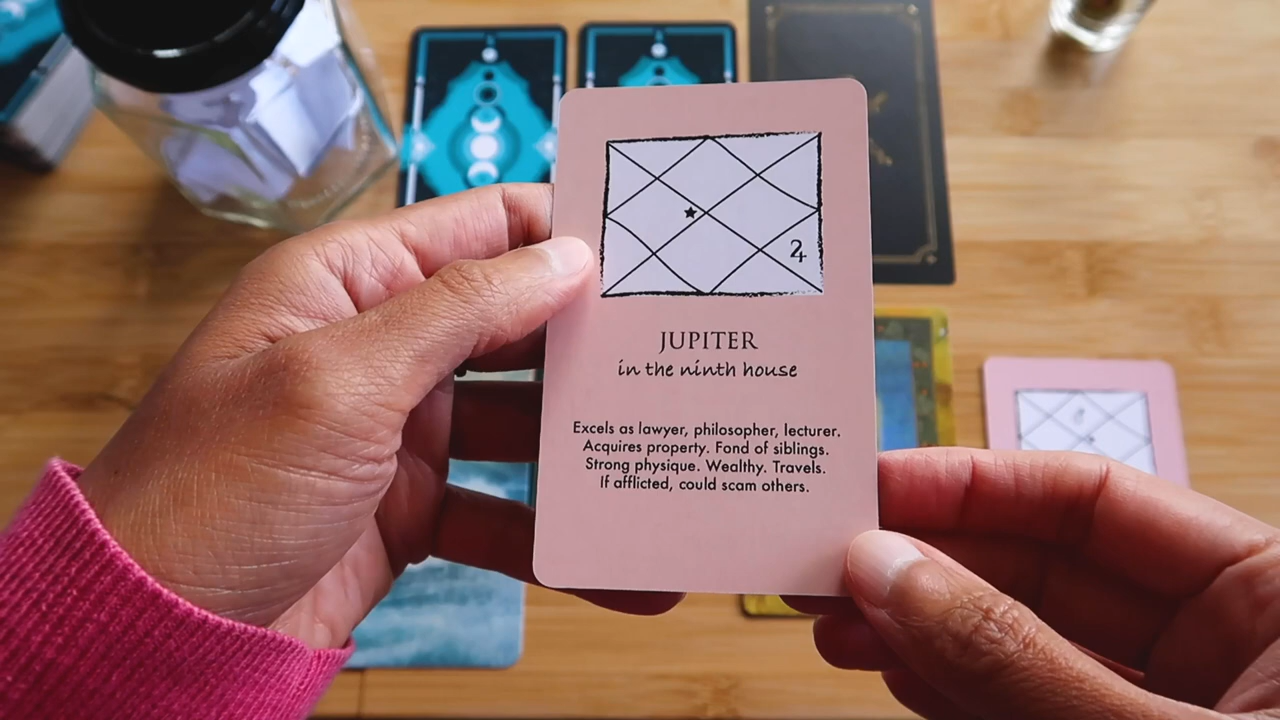 JUPITER
in the ninth house
Excels as lawyer, philosopher, lecturer.
Acquires property. Fond of siblings.
Strong physique. Wealthy. Travels.
If afflicted, could scam others.